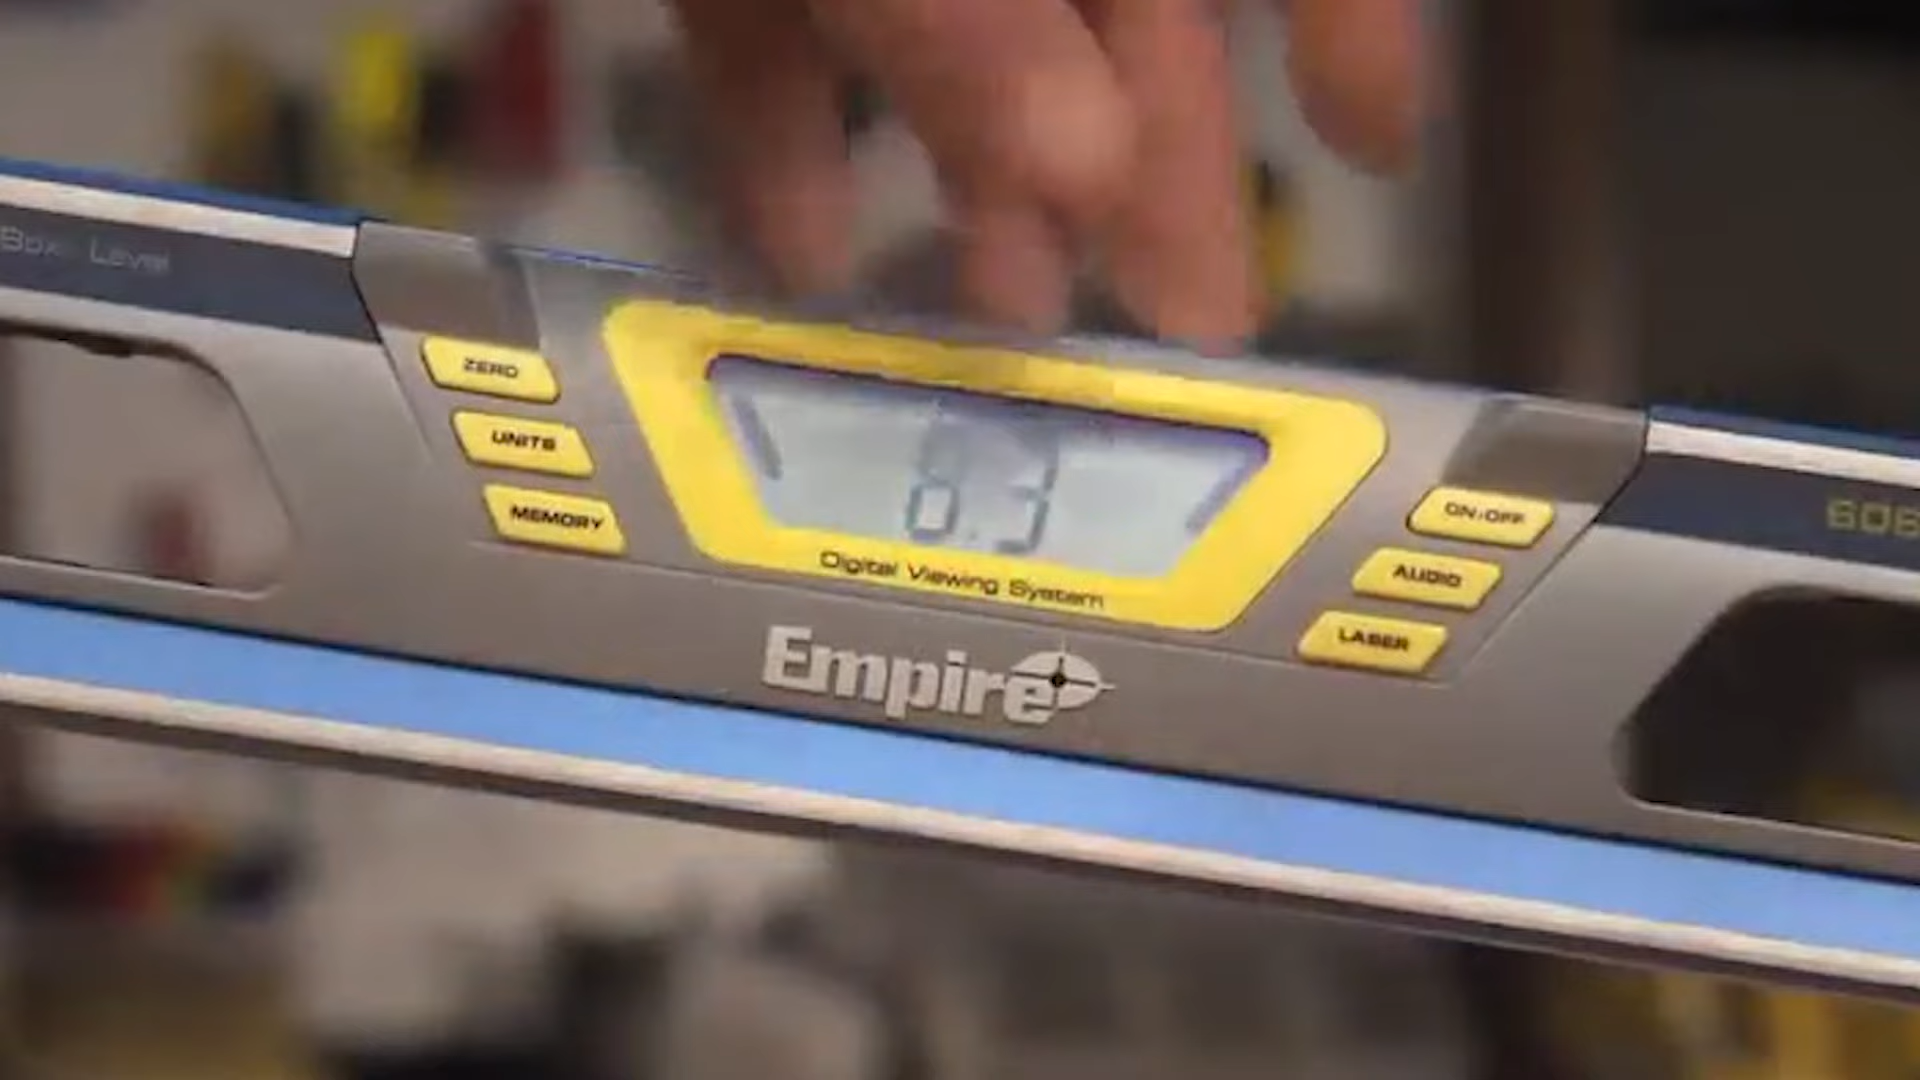 Box Level
ZERO
UNITS
MEMORY
8.3
Digital Viewing System
Empire
ON/OFF
AUDIO
LASER